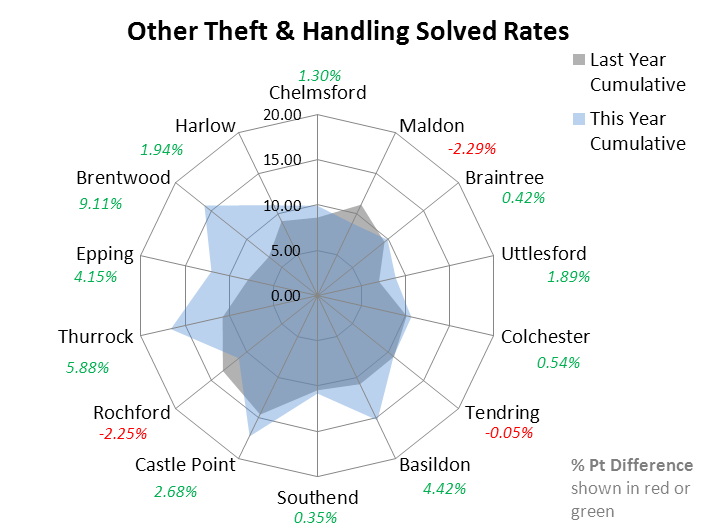 Other Theft & Handling Solved Rates
Last Year
Cumulative
This Year
Cumulative
1.30%
Chelmsford
20.00
15.00
10.00
5.00
0.00
Maldon
-2.29%
Braintree
0.42%
Uttlesford
1.89%
Colchester
0.54%
Tendring
-0.05%
Basildon
4.42%
Southend
0.35%
Castle Point
2.68%
Rochford
-2.25%
Thurrock
5.88%
Epping
4.15%
Brentwood
9.11%
Harlow
1.94%
% Pt Difference
shown in red or
green